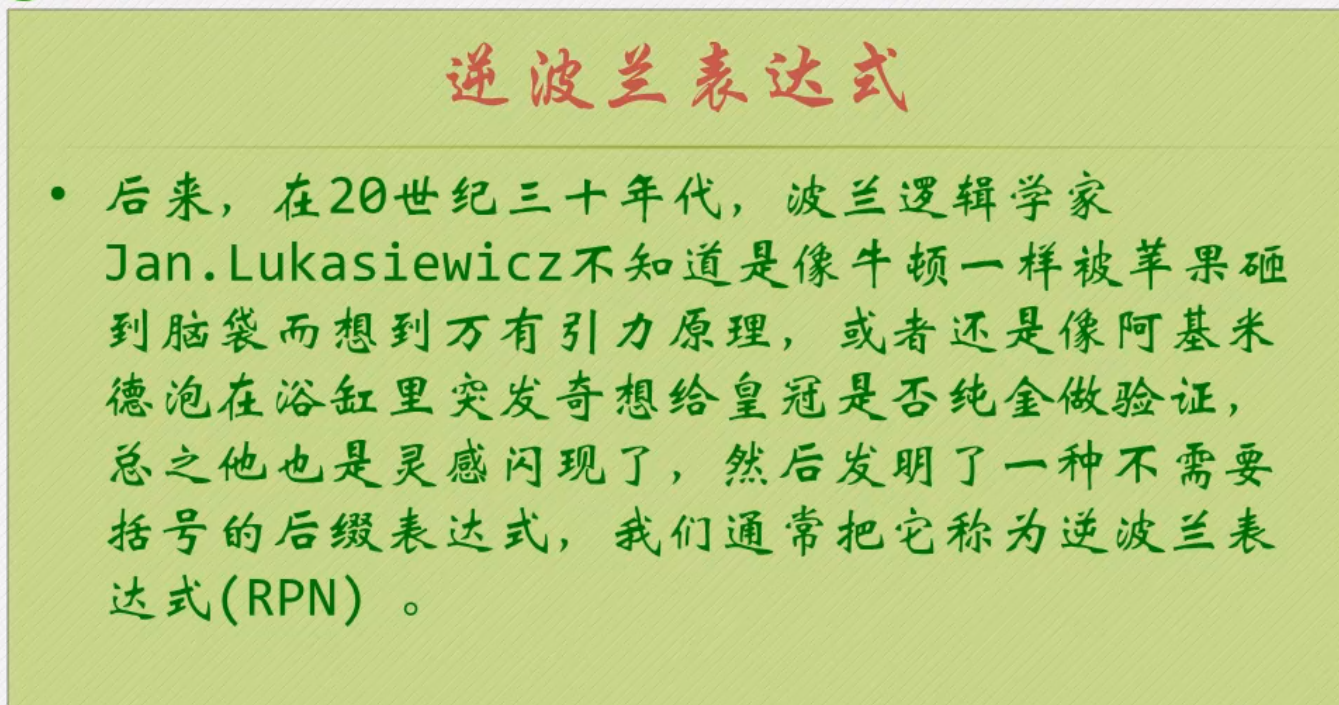 逆波兰表达式
• 后来，在20世纪三十年代，波兰逻辑学家
Jan.Lukasiewicz不知道是像牛顿一样被苹果砸
到脑袋而想到万有引力原理，或者还是像阿基米
德泡在浴缸里突发奇想给皇冠是否纯金做验证，
总之他也是灵感闪现了，然后发明了一种不需要
括号的后缀表达式，我们通常把它称为逆波兰表
达式(RPN) 。